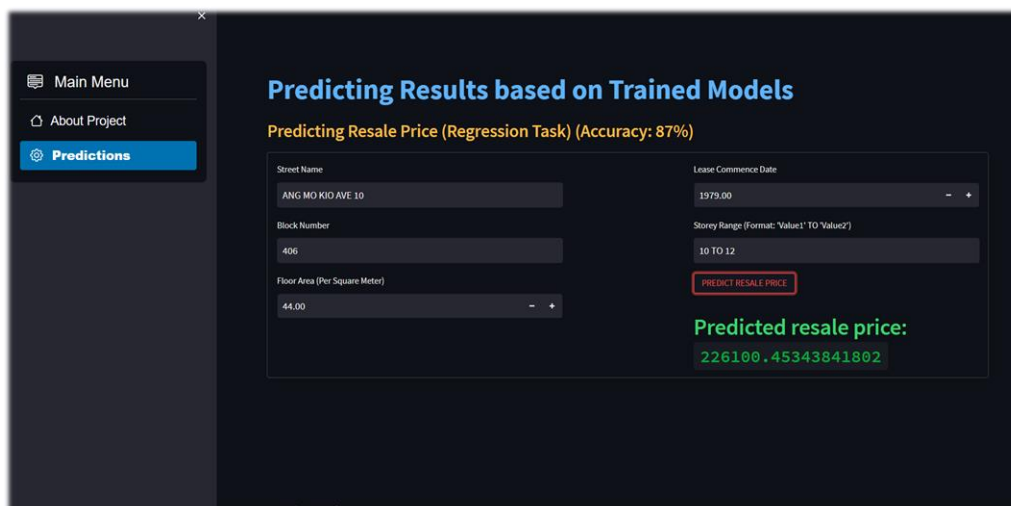 ×
Main Menu
About Project
Predictions
Predicting Results based on Trained Models
Predicting Resale Price (Regression Task) (Accuracy: 87%)
Street Name
ANG MO KIO AVE 10
Block Number
406
Floor Area (Per Square Meter)
44.00 - +
Lease Commence Date
1979.00 - +
Storey Range (Format: 'Value1' TO 'Value2')
10 TO 12
PREDICT RESALE PRICE
Predicted resale price:
226100.45343841802